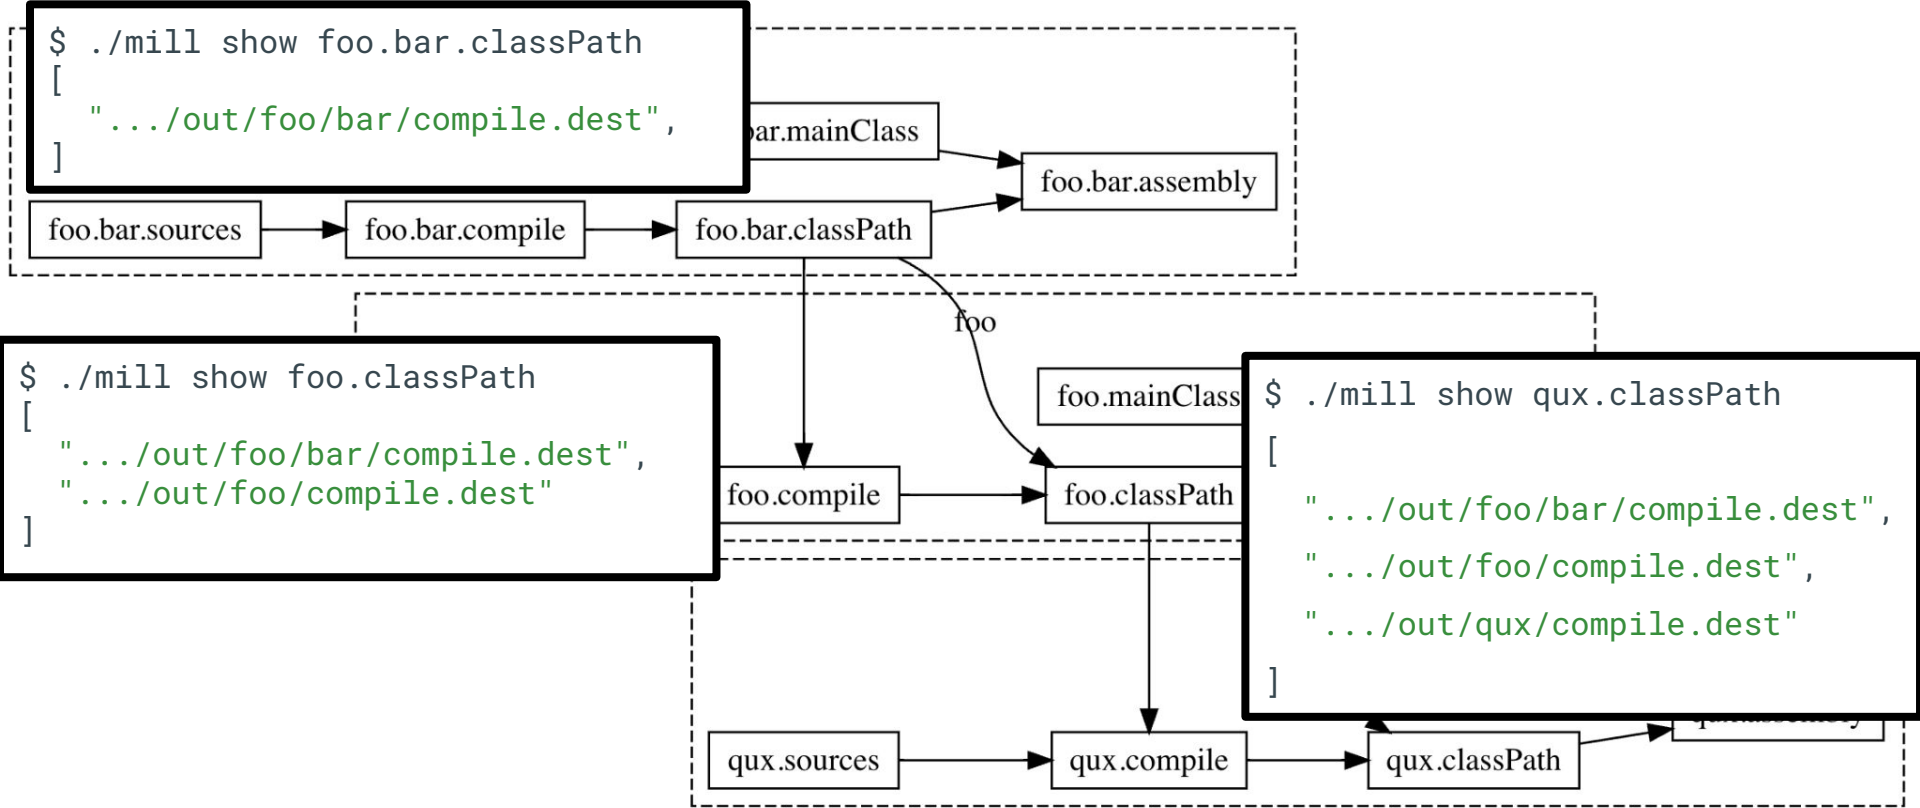 $ ./mill show foo.bar.classPath
[
".../out/foo/bar/compile.dest",
]
bar.mainClass
foo.bar.assembly
foo.bar.sources
foo.bar.compile
foo.bar.classPath
foo
$ ./mill show foo.classPath
[
".../out/foo/bar/compile.dest",
".../out/foo/compile.dest"
]
foo.mainClass
foo.compile
foo.classPath
$ ./mill show qux.classPath
[
".../out/foo/bar/compile.dest",
".../out/foo/compile.dest",
".../out/qux/compile.dest"
]
qux.sources
qux.compile
qux.classPath